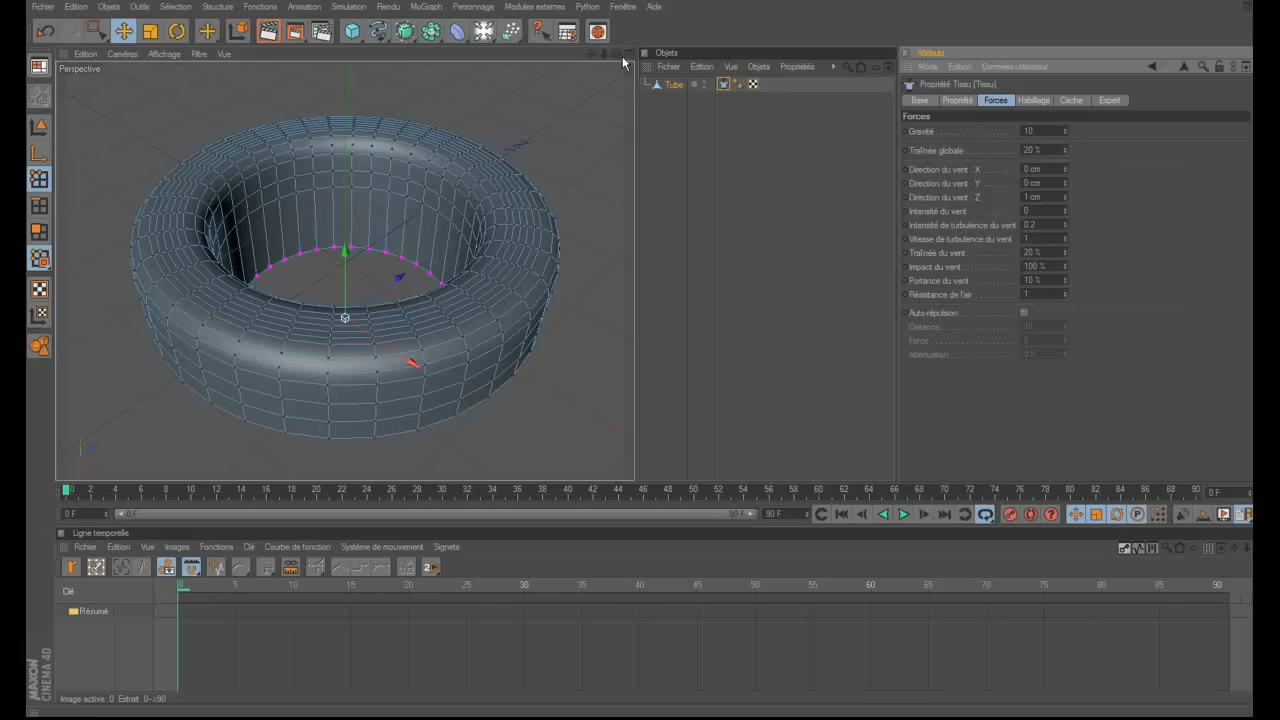 Fichier Edition Objets Outils Sélection Structure Fonctions Animation Simulation Rendu MoGraph Personnage Modules externes Python Fenêtre Aide
Edition Caméras Affichage Filtre Vue
Perspective
Objets
Fichier Edition Vue Objets Propriétés
Tube
Attributs
Mode Edition Données utilisateur
Propriété Tissu [Tissu]
Base Propriété Forces Habillage Cache Expert
Forces
Gravité 10
Traînée globale 20 %
Direction du vent . X 0 cm
Direction du vent Y 0 cm
Direction du vent Z 1 cm
Intensité du vent 0
Intensité de turbulence du vent 0.2
Vitesse de turbulence du vent 1
Traînée du vent 20 %
Impact du vent 100 %
Portance du vent 10 %
Résistance de l'air 1
Auto-répulsion
Distance
Force
Atténuation
0 2 4 6 8 10 12 14 16 18 20 22 24 26 28 30 32 34 36 38 40 42 44 46 48 50 52 54 56 58 60 62 64 66 68 70 72 74 76 78 80 82 84 86 88 90 0 F
0 F 0 F 90 F 90 F
Ligne temporelle
Fichier Edition Vue Images Fonctions Clé Courbe de fonction Système de mouvement Signets
Clé 0 5 10 15 20 25 30 35 40 45 50 55 60 65 70 75 80 85 90
Résumé
MAXON
CINEMA 4D
Image active 0 Extrait 0-->90